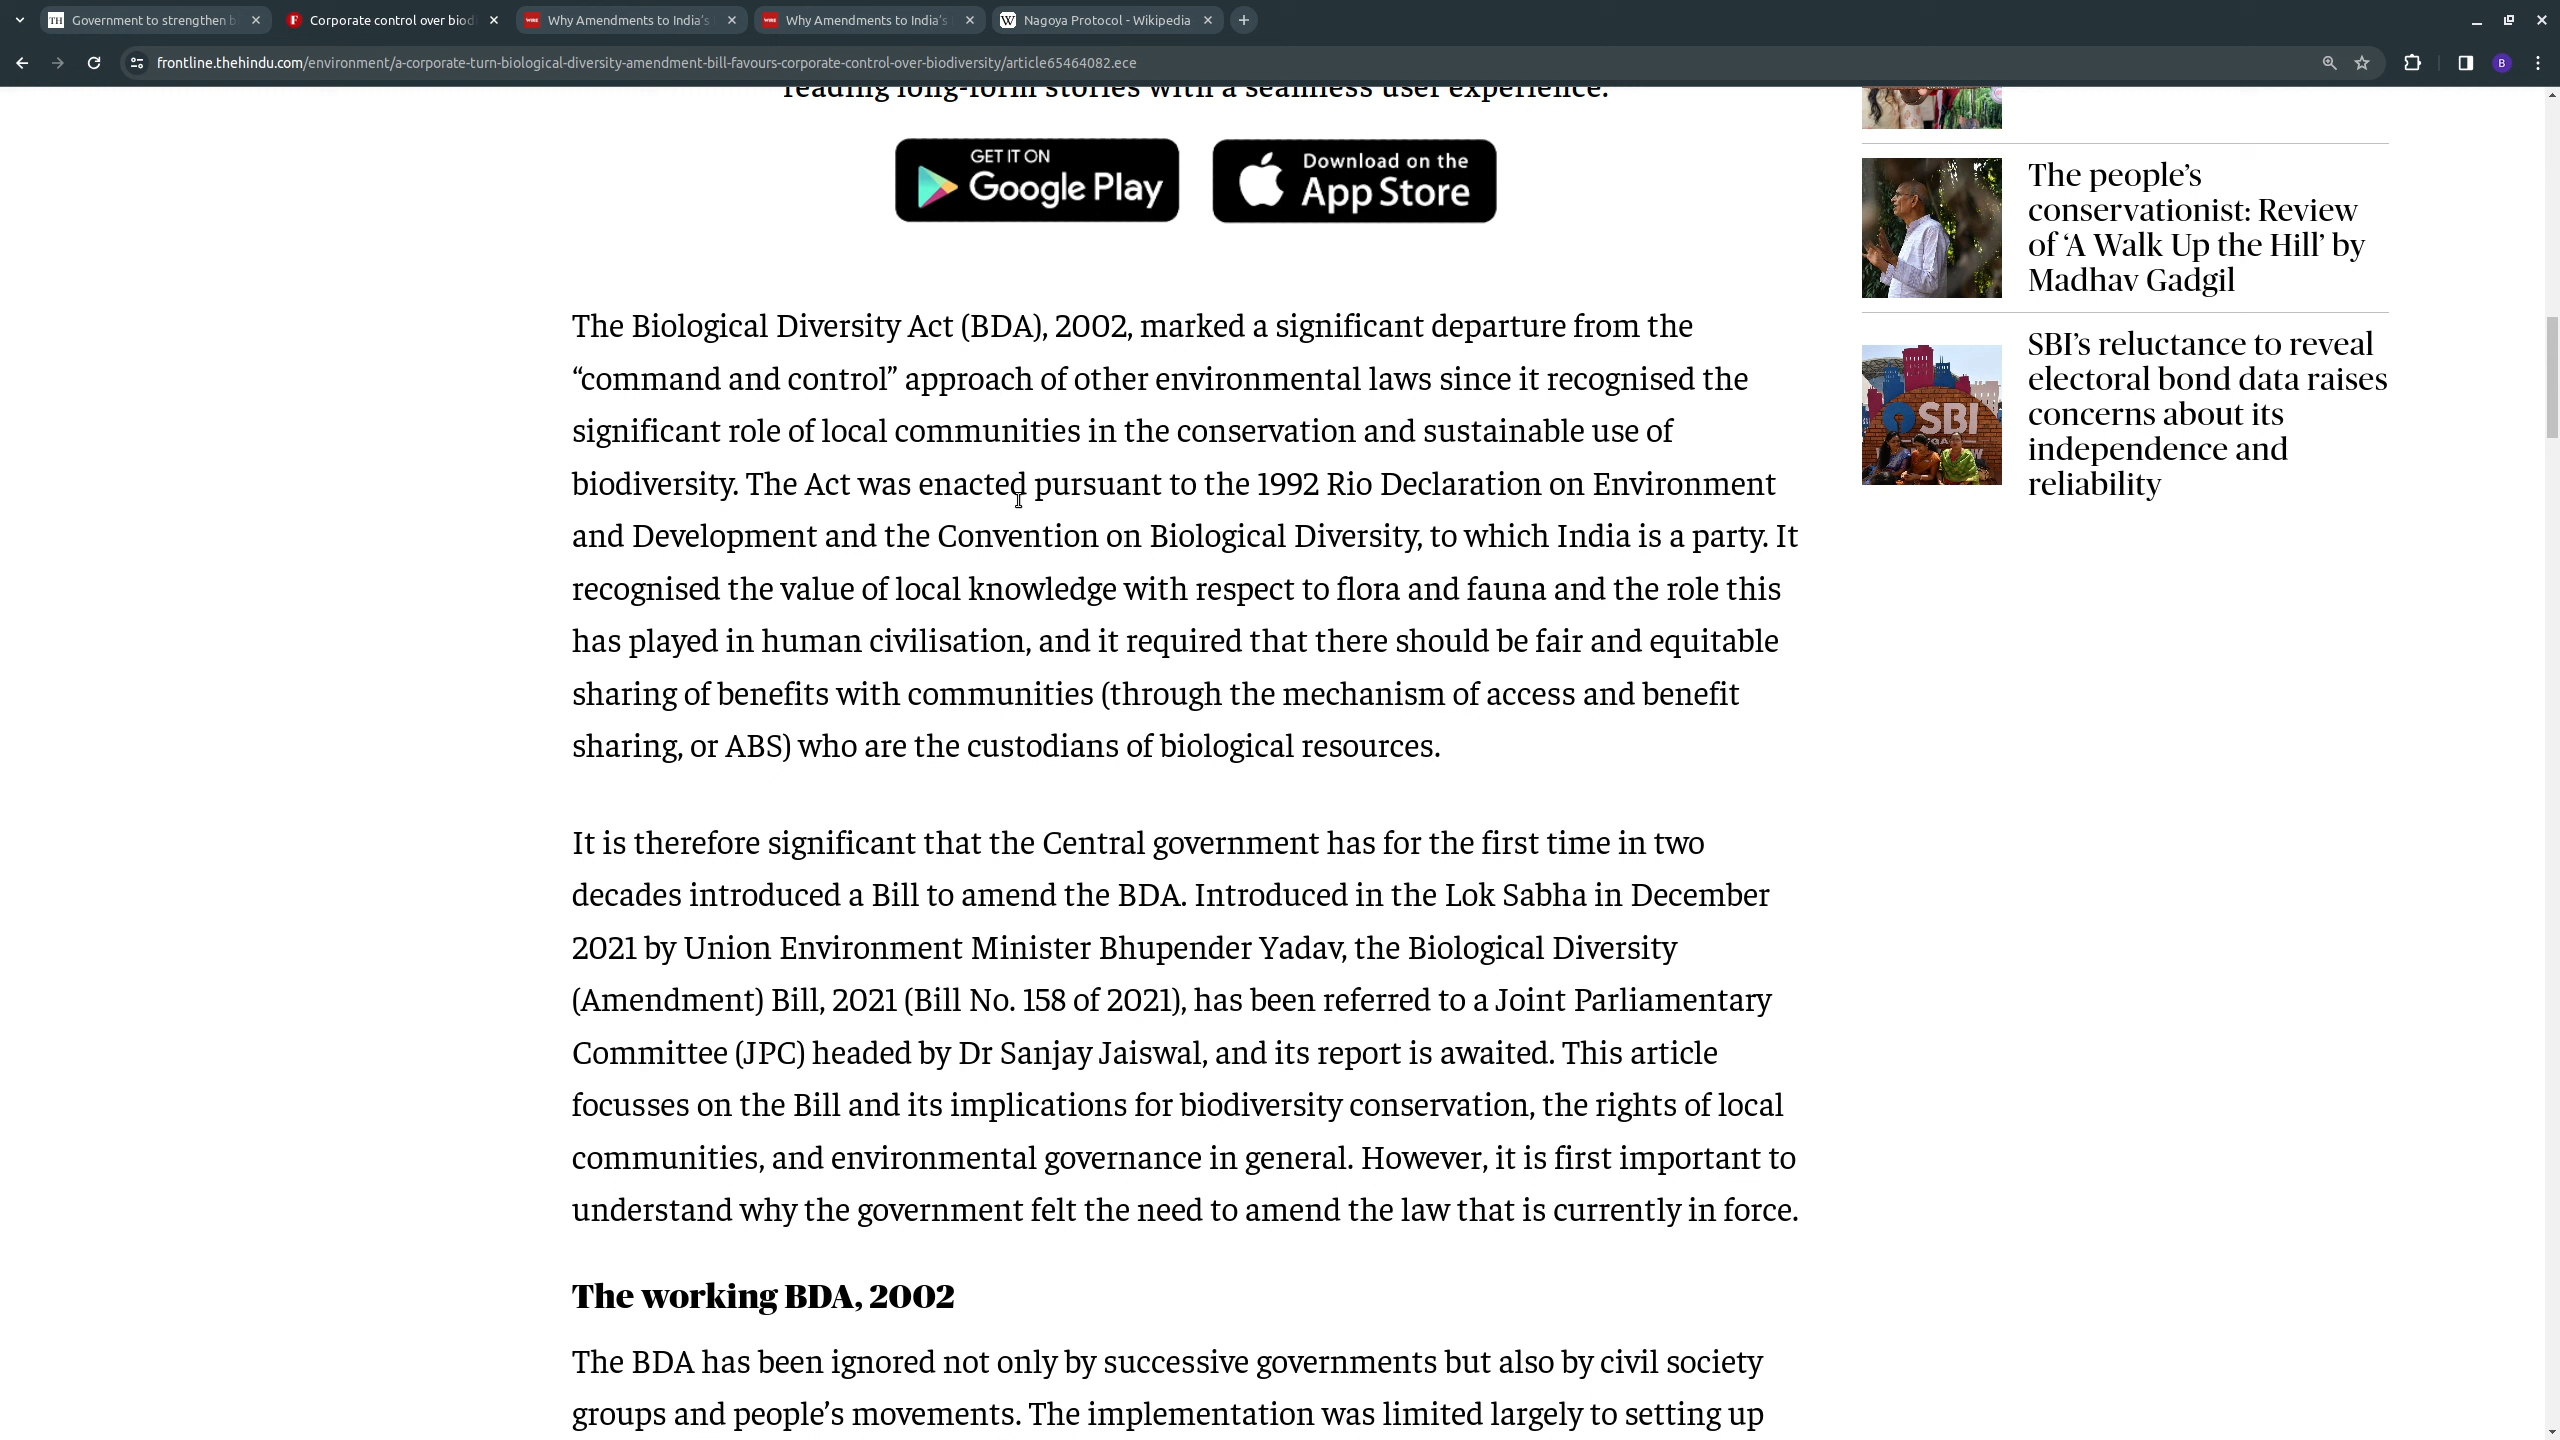 Government to strengthen b
Corporate control over biod
Why Amendments to India's
Why Amendments to India's
Nagoya Protocol - Wikipedia
frontline.thehindu.com/environment/a-corporate-turn-biological-diversity-amendment-bill-favours-corporate-control-over-biodiversity/article65464082.ece
B
reading long-form stories with a seamless user experience.
GET IT ON
Google Play
Download on the
App Store
The Biological Diversity Act (BDA), 2002, marked a significant departure from the
“command and control” approach of other environmental laws since it recognised the
significant role of local communities in the conservation and sustainable use of
biodiversity. The Act was enacted pursuant to the 1992 Rio Declaration on Environment
and Development and the Convention on Biological Diversity, to which India is a party. It
recognised the value of local knowledge with respect to flora and fauna and the role this
has played in human civilisation, and it required that there should be fair and equitable
sharing of benefits with communities (through the mechanism of access and benefit
sharing, or ABS) who are the custodians of biological resources.
It is therefore significant that the Central government has for the first time in two
decades introduced a Bill to amend the BDA. Introduced in the Lok Sabha in December
2021 by Union Environment Minister Bhupender Yadav, the Biological Diversity
(Amendment) Bill, 2021 (Bill No. 158 of 2021), has been referred to a Joint Parliamentary
Committee (JPC) headed by Dr Sanjay Jaiswal, and its report is awaited. This article
focusses on the Bill and its implications for biodiversity conservation, the rights of local
communities, and environmental governance in general. However, it is first important to
understand why the government felt the need to amend the law that is currently in force.
The working BDA, 2002
The BDA has been ignored not only by successive governments but also by civil society
groups and people’s movements. The implementation was limited largely to setting up
The people’s
conservationist: Review
of ‘A Walk Up the Hill’ by
Madhav Gadgil
SBI
SBI’s reluctance to reveal
electoral bond data raises
concerns about its
independence and
reliability